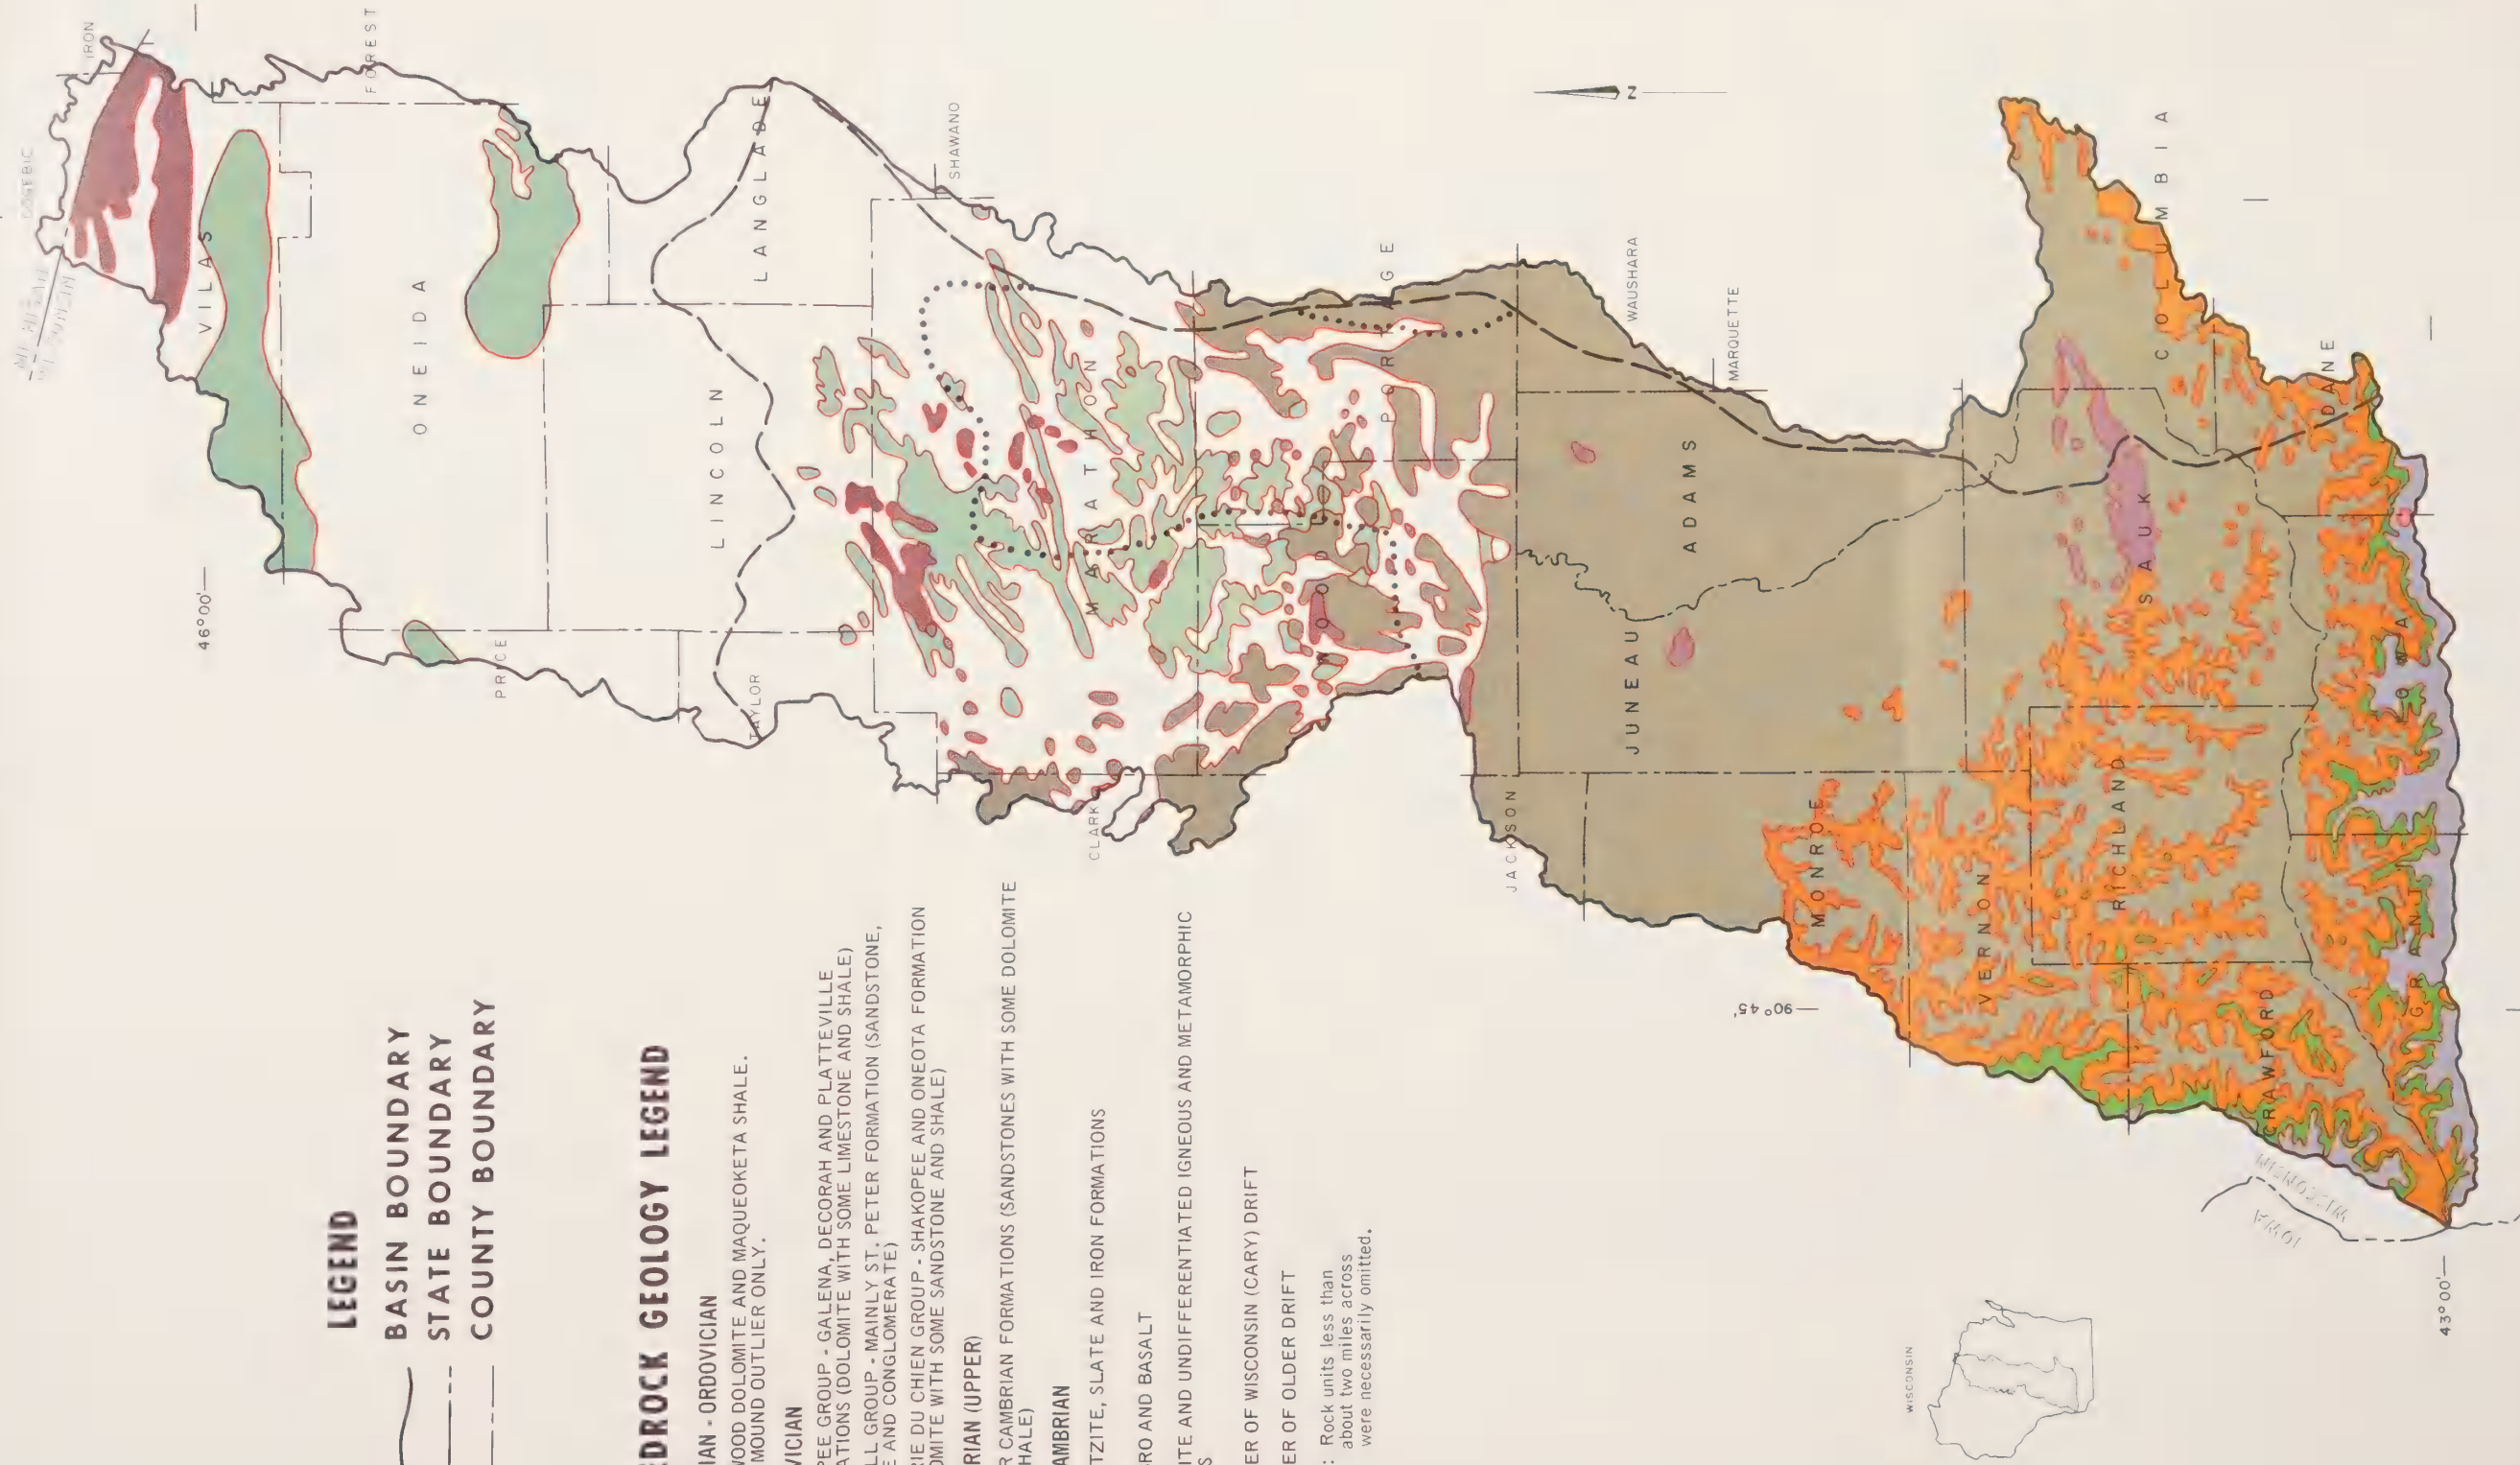 LEGEND
BASIN BOUNDARY
STATE BOUNDARY
COUNTY BOUNDARY
EDROCK GEOLOGY LEGEND
IAN - ORDOVICIAN
WOOD DOLOMITE AND MAQUEOKETA SHALE.
MOUND OUTLIER ONLY.
VICIAN
PEE GROUP - GALENA, DECORAH AND PLATTEVILLE
ATIONS (DOLOMITE WITH SOME LIMESTONE AND SHALE)
LL GROUP - MAINLY ST. PETER FORMATION (SANDSTONE,
E AND CONGLOMERATE)
RIE DU CHIEN GROUP - SHAKOPEE AND ONEOTA FORMATION
OMITE WITH SOME SANDSTONE AND SHALE)
RIAN (UPPER)
R CAMBRIAN FORMATIONS (SANDSTONES WITH SOME DOLOMITE
HALE)
AMBRIAN
TZITE, SLATE AND IRON FORMATIONS
RO AND BASALT
ITE AND UNDIFFERENTIATED IGNEOUS AND METAMORPHIC
S
ER OF WISCONSIN (CARY) DRIFT
ER OF OLDER DRIFT
: Rock units less than
about two miles across
were necessarily omitted.
IRON
GOGEBIC
MICHIGAN
WISCONSIN
VILAS
FOREST
ONEIDA
46°00'
PRICE
LINCOLN
LANGLADE
TAYLOR
SHAWANO
MARATHON
CLARK
WOOD
PORTAGE
JACKSON
N
WAUSHARA
MARQUETTE
ADAMS
JUNEAU
MONROE
90°45'
VERNON
RICHLAND
SAUK
COLUMBIA
CRAWFORD
DANE
IOWA
GRANT
WISCONSIN
IOWA
43°00'
WISCONSIN